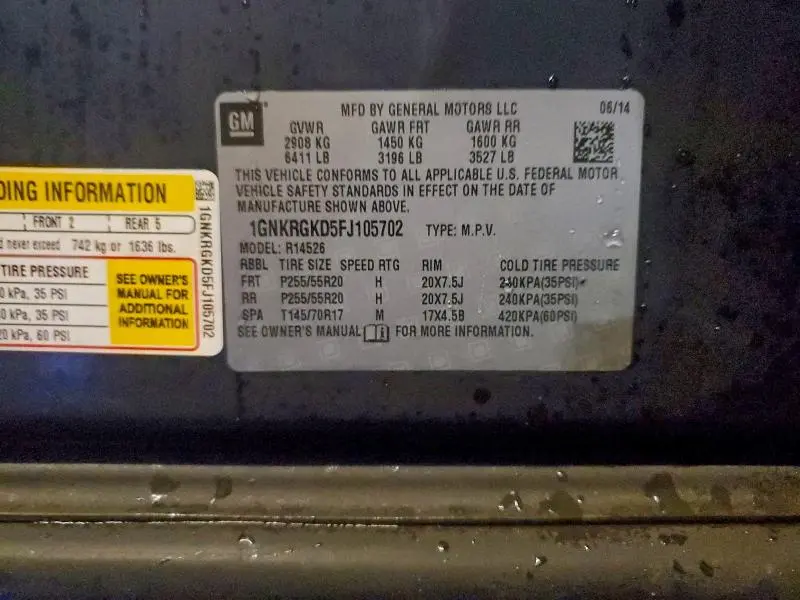 GM
MFD BY GENERAL MOTORS LLC 06/14
GVWR GAWR FRT GAWR RR
2908 KG 1450 KG 1600 KG
6411 LB 3196 LB 3527 LB
THIS VEHICLE CONFORMS TO ALL APPLICABLE U.S. FEDERAL MOTOR
VEHICLE SAFETY STANDARDS IN EFFECT ON THE DATE OF
MANUFACTURE SHOWN ABOVE.
1GNKRGKD5FJ105702 TYPE: M.P.V.
MODEL: R14526
RBBL TIRE SIZE SPEED RTG RIM COLD TIRE PRESSURE
FRT P255/55R20 H 20X7.5J 240KPA(35PSI)
RR P255/55R20 H 20X7.5J 240KPA(35PSI)
SPA T145/70R17 M 17X4.5B 420KPA(60PSI)
SEE OWNER'S MANUAL FOR MORE INFORMATION.
DING INFORMATION
FRONT 2 REAR 5
d never exceed 742 kg or 1636 lbs.
TIRE PRESSURE
0 kPa, 35 PSI
0 kPa, 35 PSI
20 kPa, 60 PSI
SEE OWNER'S
MANUAL FOR
ADDITIONAL
INFORMATION
1GNKRGKD5FJ105702